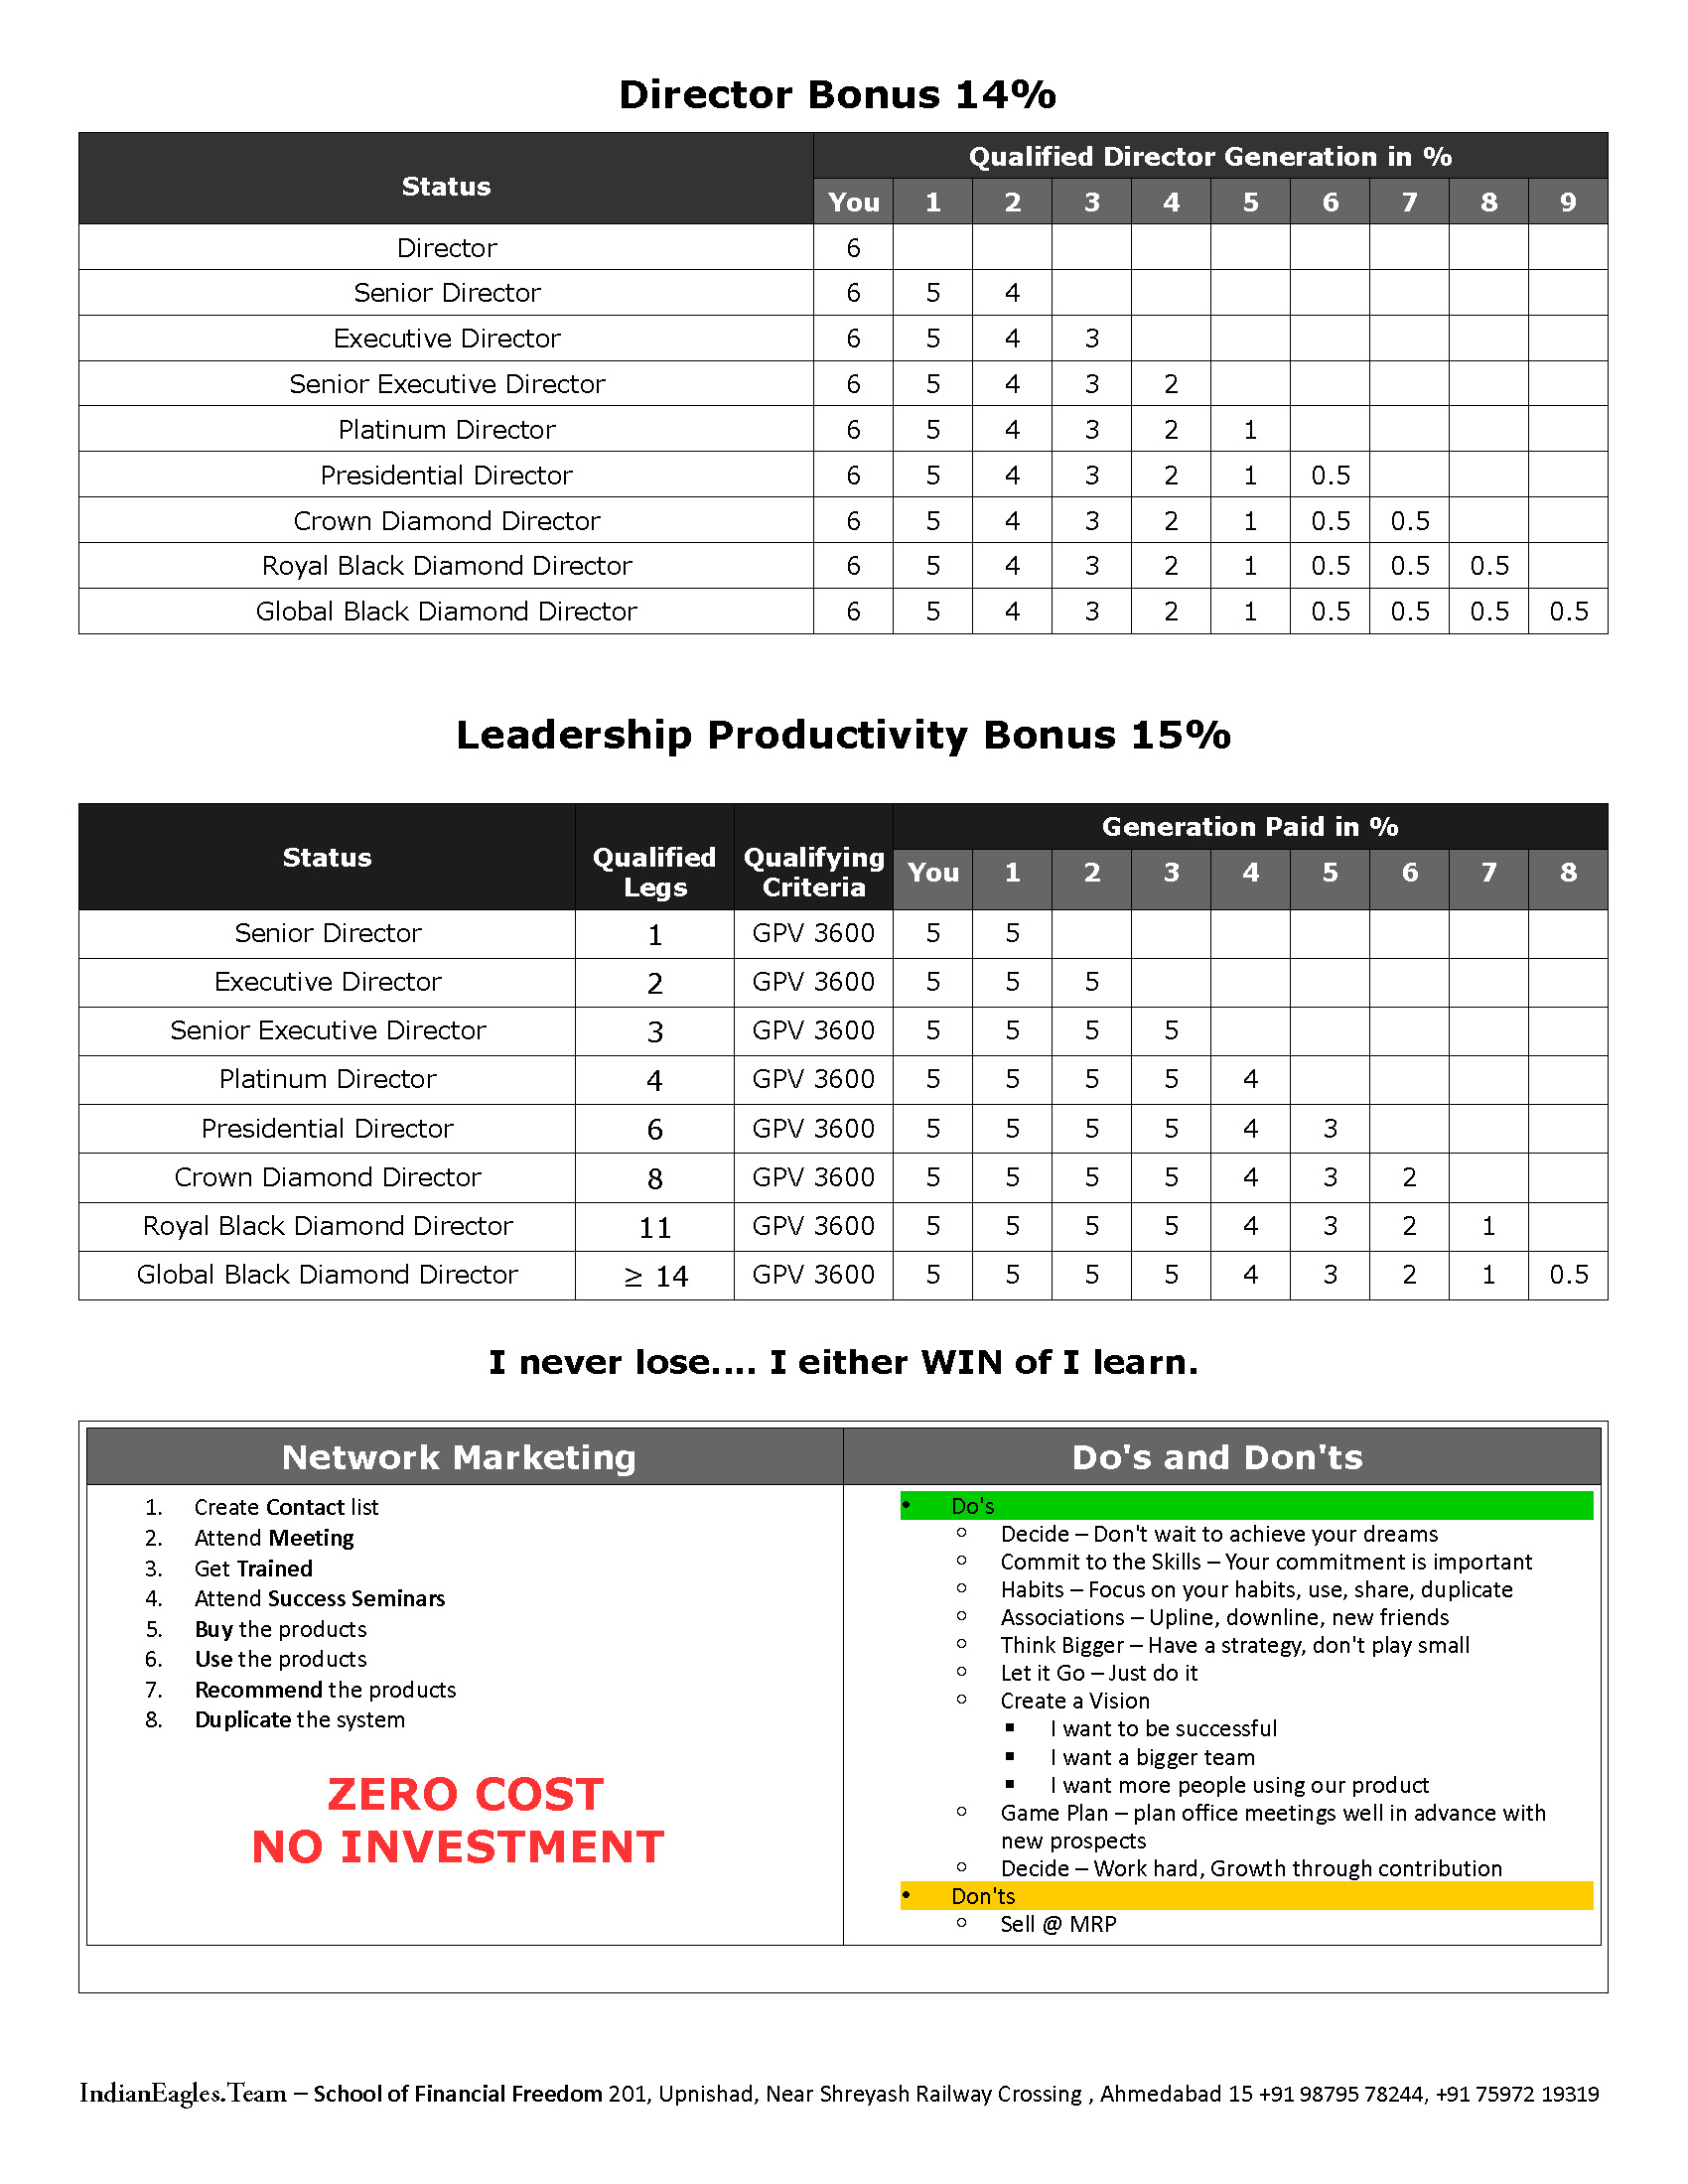 Director Bonus 14%
Status
Qualified Director Generation in %
You 1 2 3 4 5 6 7 8 9
Director 6
Senior Director 6 5 4
Executive Director 6 5 4 3
Senior Executive Director 6 5 4 3 2
Platinum Director 6 5 4 3 2 1
Presidential Director 6 5 4 3 2 1 0.5
Crown Diamond Director 6 5 4 3 2 1 0.5 0.5
Royal Black Diamond Director 6 5 4 3 2 1 0.5 0.5 0.5
Global Black Diamond Director 6 5 4 3 2 1 0.5 0.5 0.5 0.5
Leadership Productivity Bonus 15%
Status
Qualified
Legs
Qualifying
Criteria
Generation Paid in %
You 1 2 3 4 5 6 7 8
Senior Director 1 GPV 3600 5 5
Executive Director 2 GPV 3600 5 5 5
Senior Executive Director 3 GPV 3600 5 5 5 5
Platinum Director 4 GPV 3600 5 5 5 5 4
Presidential Director 6 GPV 3600 5 5 5 5 4 3
Crown Diamond Director 8 GPV 3600 5 5 5 5 4 3 2
Royal Black Diamond Director 11 GPV 3600 5 5 5 5 4 3 2 1
Global Black Diamond Director ≥ 14 GPV 3600 5 5 5 5 4 3 2 1 0.5
I never lose.... I either WIN of I learn.
Network Marketing
1. Create Contact list
2. Attend Meeting
3. Get Trained
4. Attend Success Seminars
5. Buy the products
6. Use the products
7. Recommend the products
8. Duplicate the system
ZERO COST
NO INVESTMENT
Do's and Don'ts
• Do's
○ Decide – Don't wait to achieve your dreams
○ Commit to the Skills – Your commitment is important
○ Habits – Focus on your habits, use, share, duplicate
○ Associations – Upline, downline, new friends
○ Think Bigger – Have a strategy, don't play small
○ Let it Go – Just do it
○ Create a Vision
▪ I want to be successful
▪ I want a bigger team
▪ I want more people using our product
○ Game Plan – plan office meetings well in advance with
new prospects
○ Decide – Work hard, Growth through contribution
• Don'ts
○ Sell @ MRP
IndianEagles.Team – School of Financial Freedom 201, Upnishad, Near Shreyash Railway Crossing , Ahmedabad 15 +91 98795 78244, +91 75972 19319